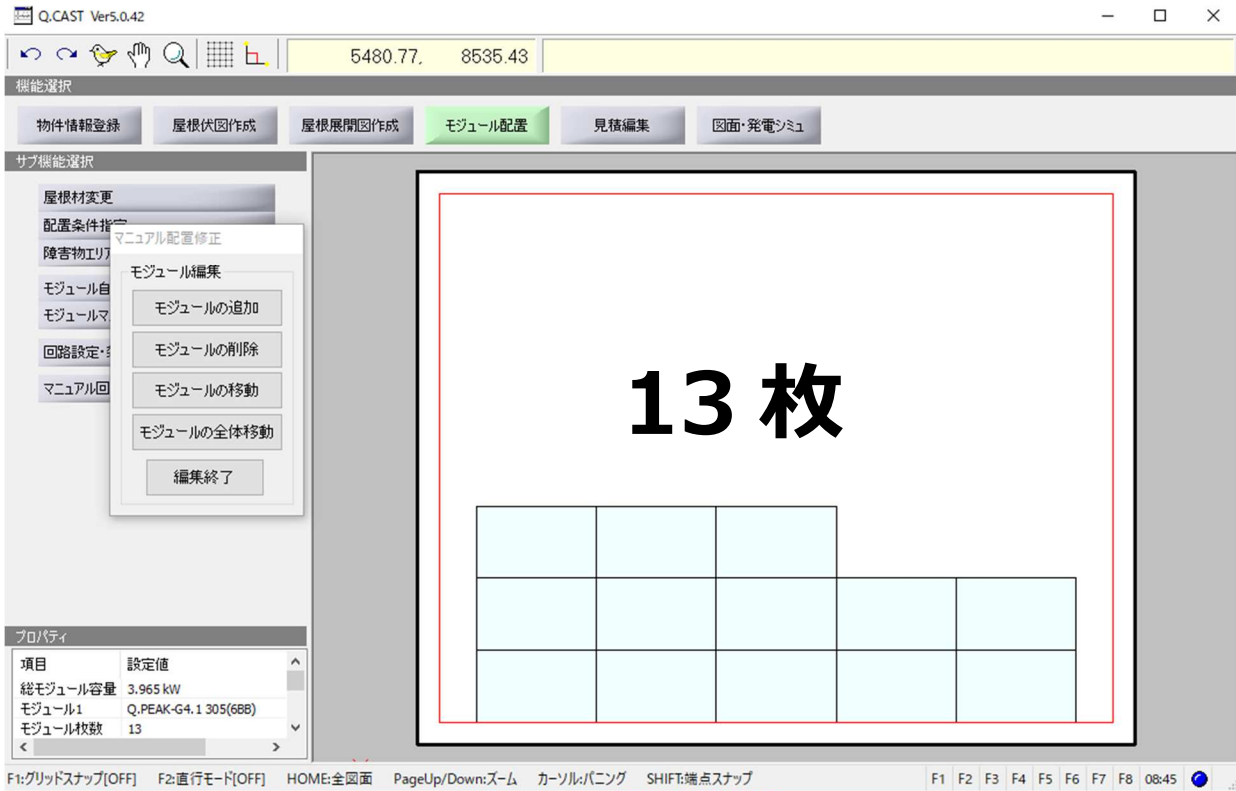 Q.CAST Ver5.0.42
5480.77, 8535.43
機能選択
物件情報登録 屋根伏図作成 屋根展開図作成 モジュール配置 見積編集 図面・発電シミュ
サブ機能選択
屋根材変更
配置条件指定
マニュアル配置修正
障害物エリア
モジュール編集
モジュール自
モジュールの追加
モジュールマ
モジュールの削除
回路設定・
マニュアル回
モジュールの移動
モジュールの全体移動
編集終了
13枚
プロパティ
項目 設定値
総モジュール容量 3.965 kW
モジュール1 Q.PEAK-G4.1 305(6BB)
モジュール枚数 13
F1:グリッドスナップ[OFF] F2:直行モード[OFF] HOME:全図面 PageUp/Down:ズーム カーソル:パニング SHIFT:端点スナップ F1 F2 F3 F4 F5 F6 F7 F8 08:45